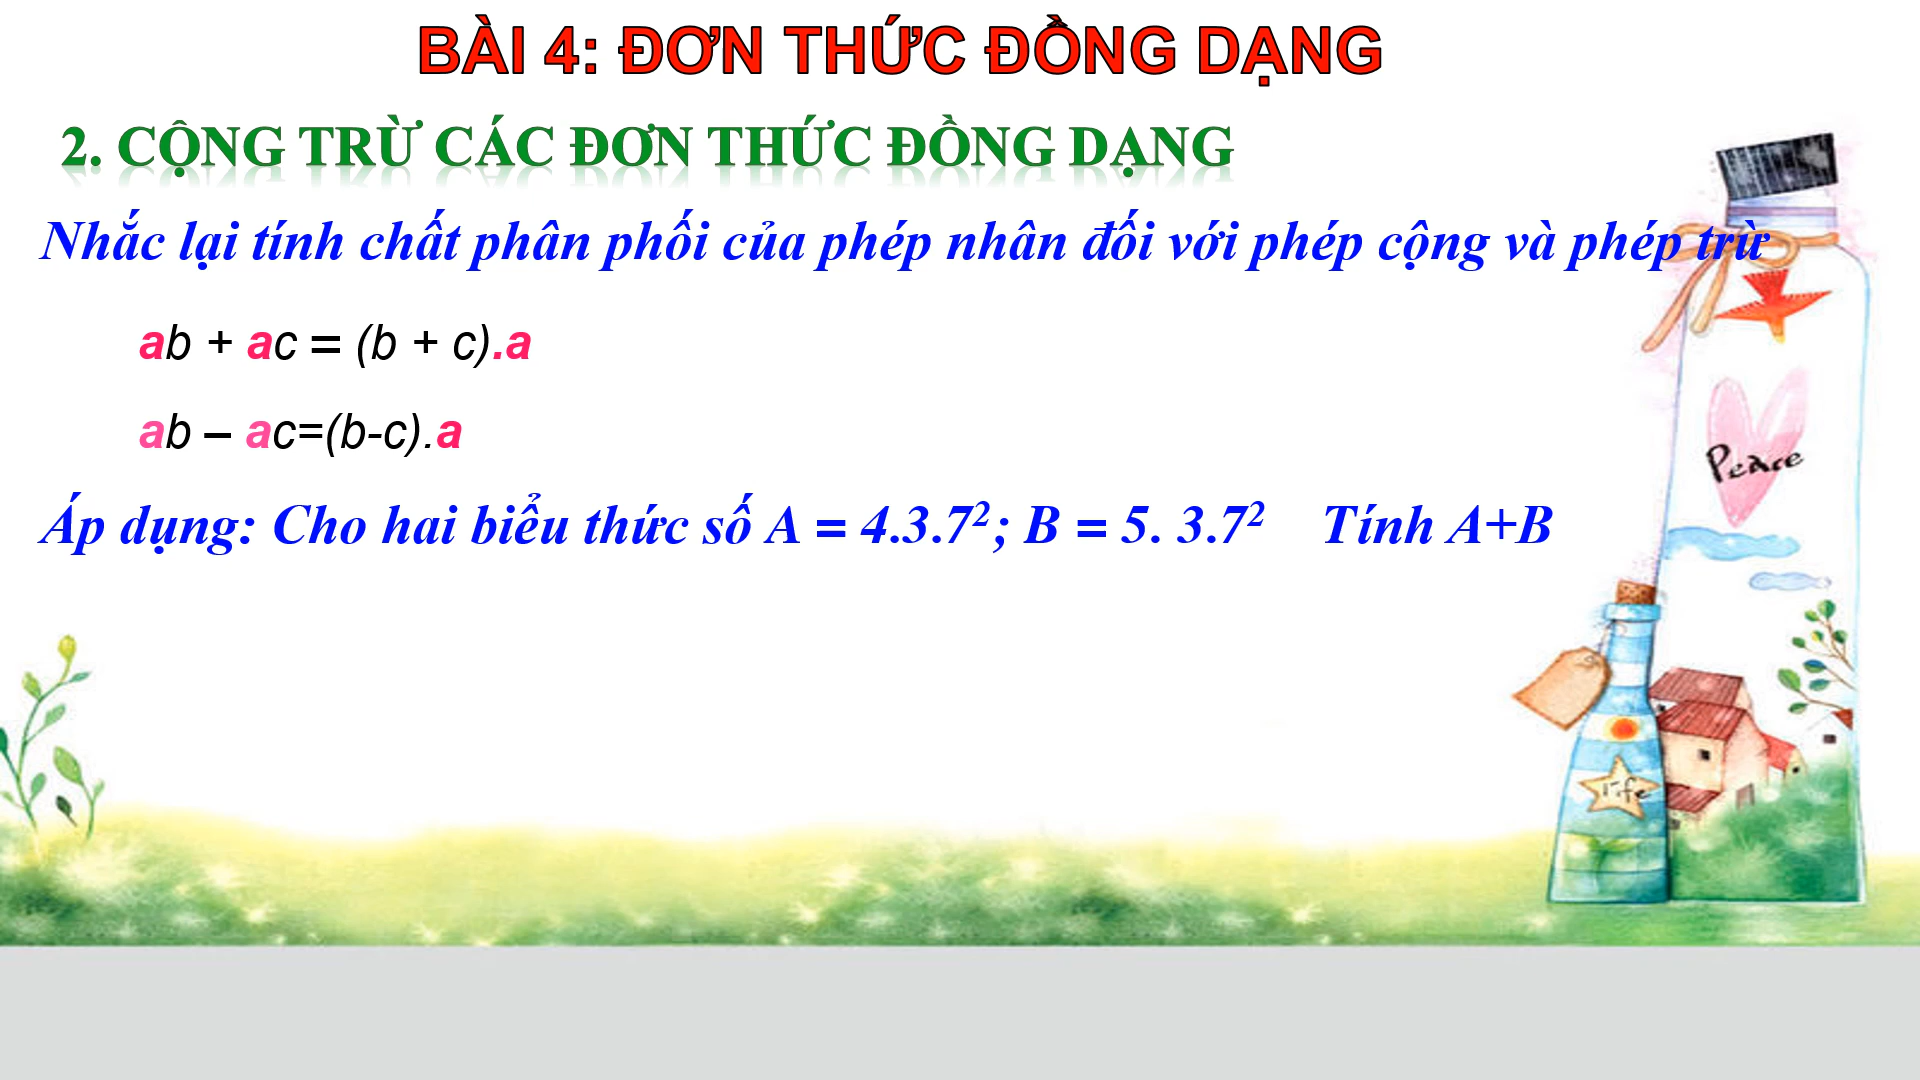 BÀI 4: ĐƠN THỨC ĐỒNG DẠNG
2. CỘNG TRỪ CÁC ĐƠN THỨC ĐỒNG DẠNG
Nhắc lại tính chất phân phối của phép nhân đối với phép cộng và phép trừ
ab + ac = (b + c).a
ab – ac=(b-c).a
Peace
Áp dụng: Cho hai biểu thức số A = 4.3.7²; B = 5. 3.7² Tính A+B
life